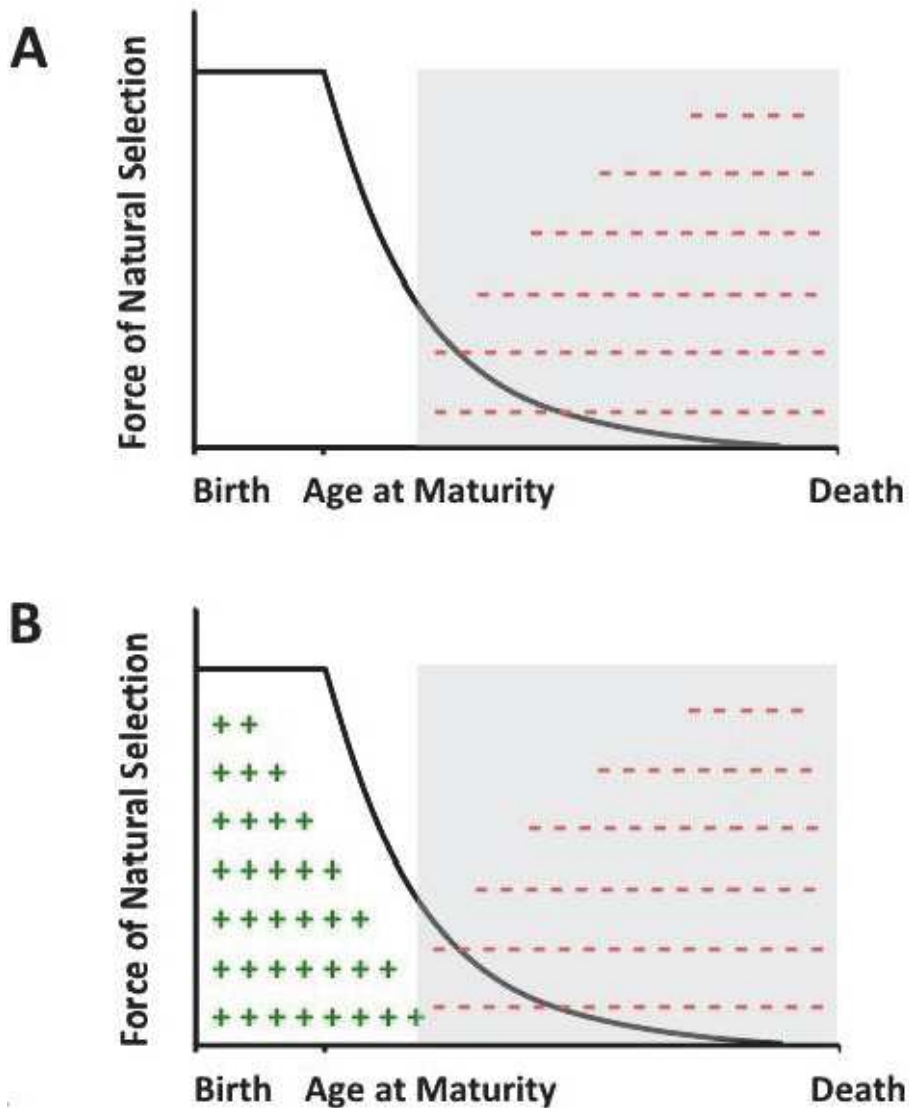 A
Force of Natural Selection
Birth Age at Maturity Death
B
Force of Natural Selection
Birth Age at Maturity Death